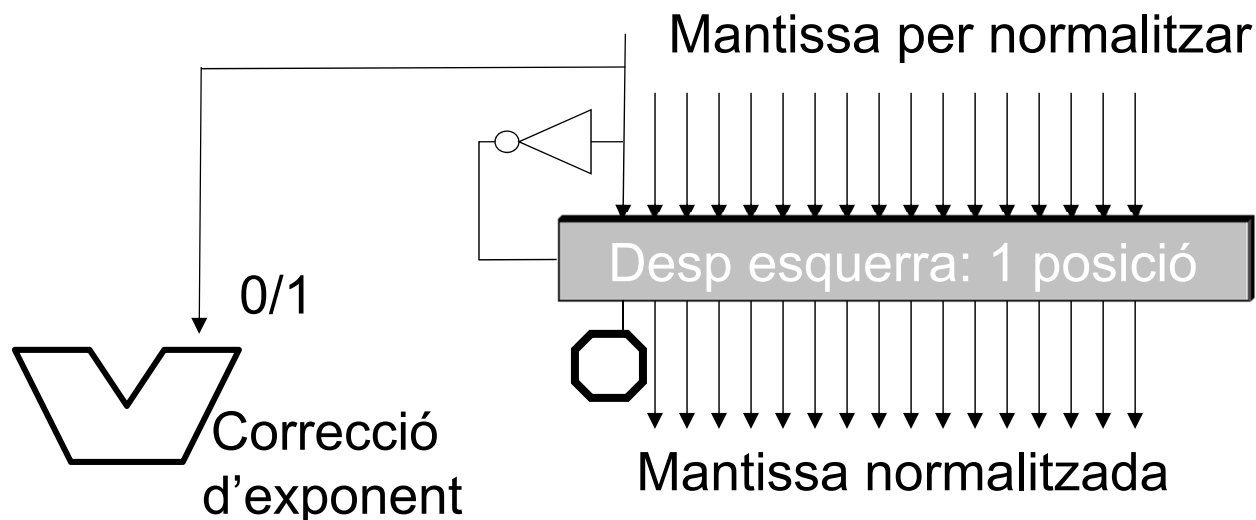 Mantissa per normalitzar
Desp esquerra: 1 posició
0/1
Correcció
d’exponent
Mantissa normalitzada